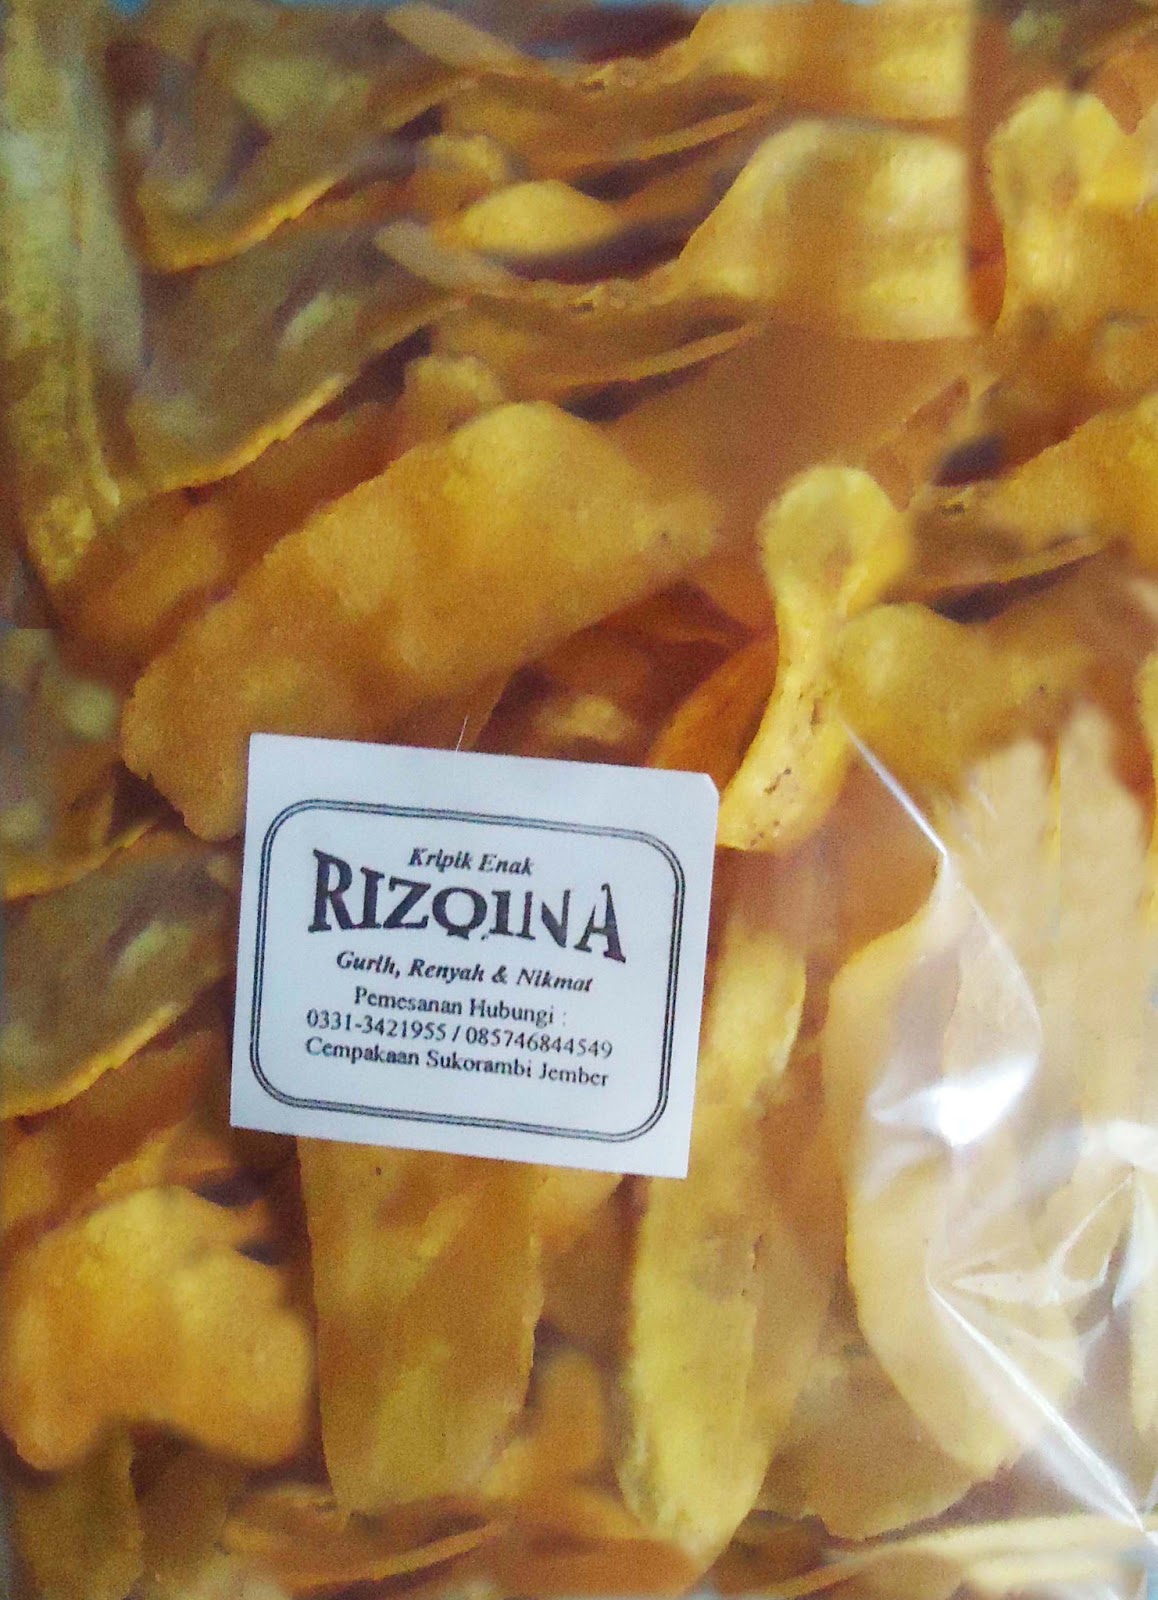 Kripik Enak
RIZQINA
Gurih, Renyah & Nikmat
Pemesanan Hubungi :
0331-3421955 / 085746844549
Cempakaan Sukorambi Jember